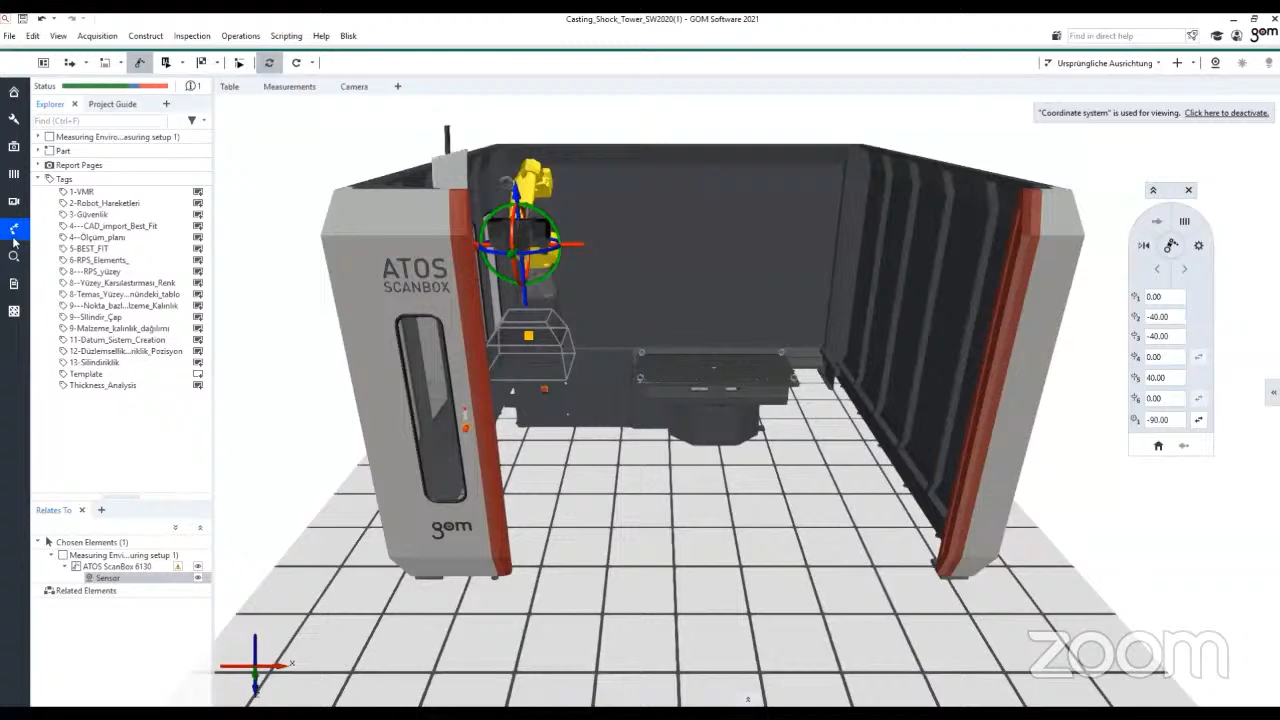 Casting_Shock_Tower_SW2020(1) - GOM Software 2021
File Edit View Acquisition Construct Inspection Operations Scripting Help Blisk
Find in direct help
gom
Ursprüngliche Ausrichtung
Status
1
Table Measurements Camera
Explorer Project Guide
"Coordinate system" is used for viewing. Click here to deactivate.
Find (Ctrl+F)
Measuring Enviro...asuring setup 1)
Part
Report Pages
Tags
1-VMR
2-Robot_Hareketleri
3-Güvenlik
4---CAD_import_Best_Fit
4--Ölçüm_planı
5-BEST_FIT
6-RPS_Elements_
8---RPS_yüzey
8--Yüzey_Karşılastırması_Renk
8-Temas_Yüzey...nündeki_tablo
9---Nokta_bazl...lzeme_Kalınlık
9--Silindir_Çap
9-Malzeme_kalınlık_dağılımı
11-Datum_Sistem_Creation
12-Düzlemsellik...riklik_Pozisyon
13-Silindiriklik
Template
Thickness_Analysis
ATOS
SCANBOX
gom
0.00
-40.00
-40.00
0.00
40.00
0.00
-90.00
Relates To
Chosen Elements (1)
Measuring Envi...uring setup 1)
ATOS ScanBox 6130
Sensor
Related Elements
X
zoom